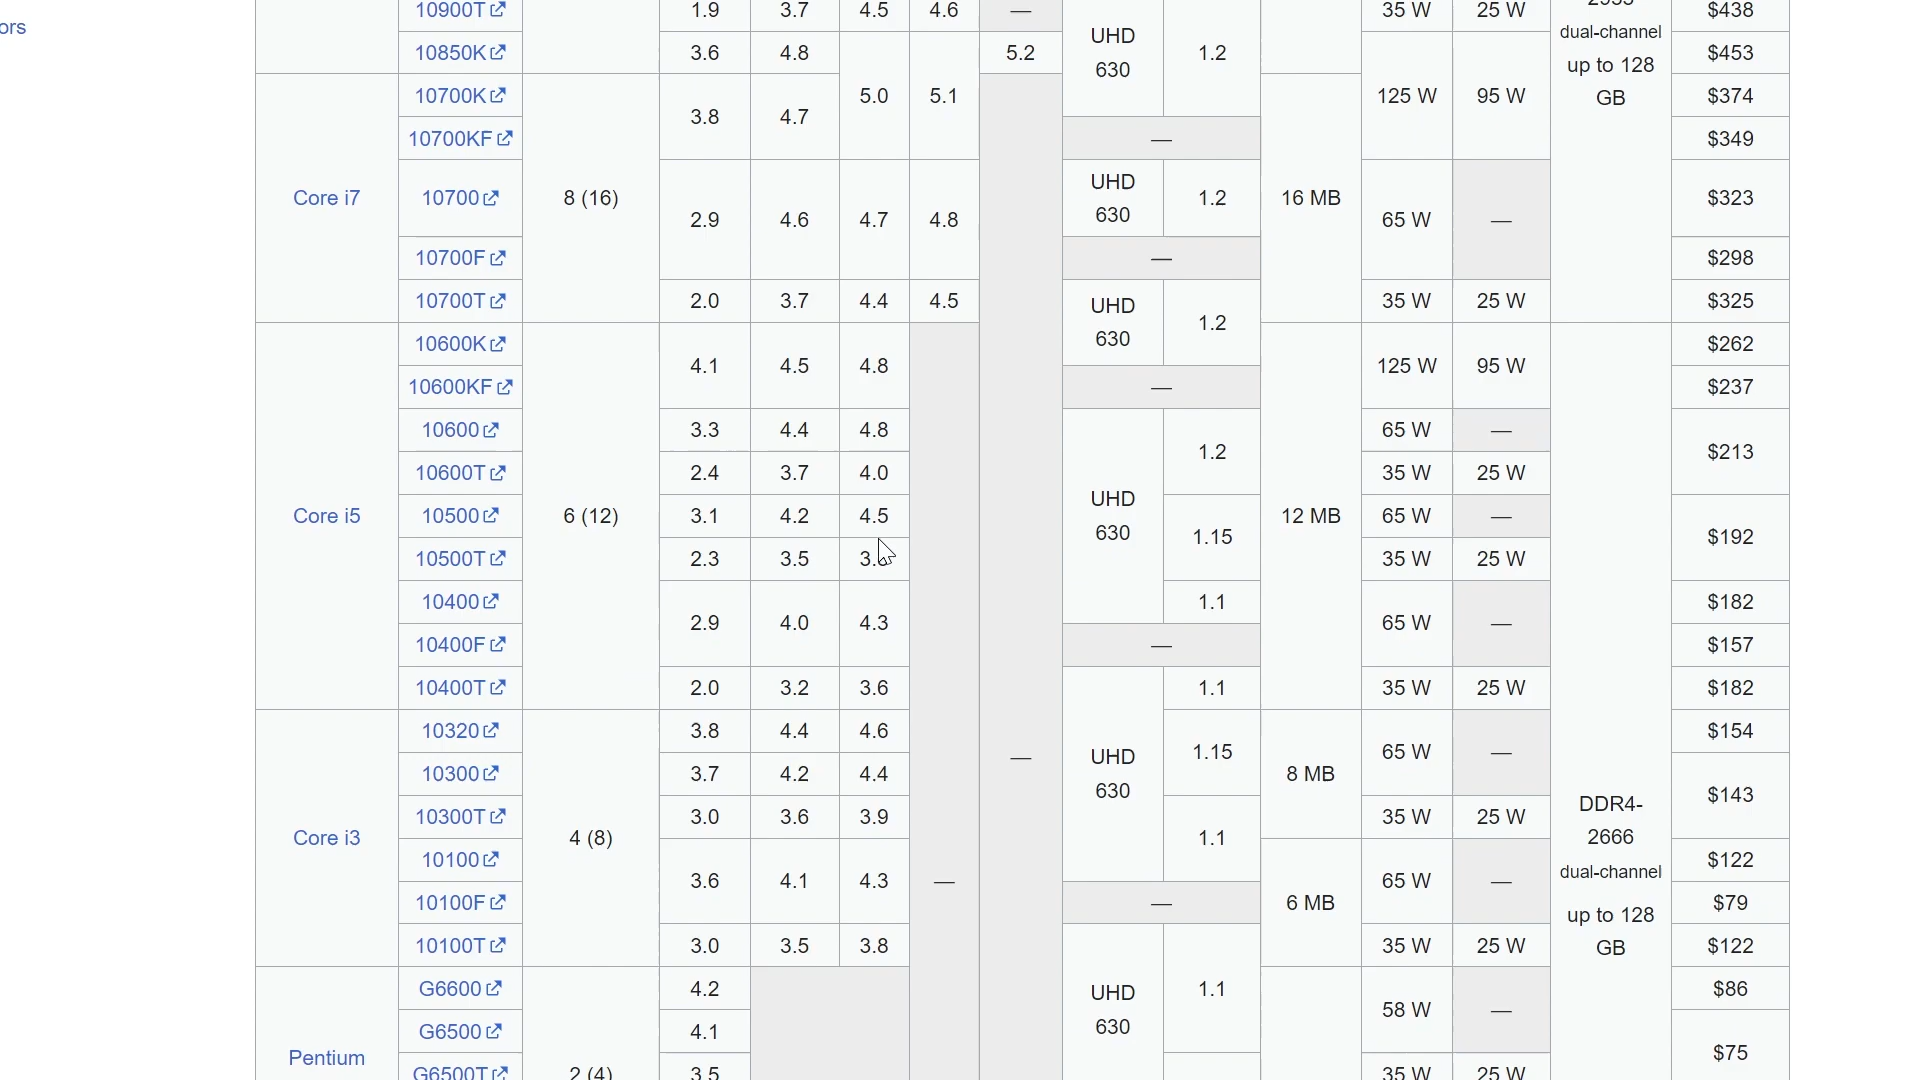 ors
10900T 1.9 3.7 4.5 4.6 — 35 W 25 W $438
UHD 630 1.2 dual-channel up to 128 GB
10850K 3.6 4.8 5.2 $453
10700K 3.8 4.7 5.0 5.1 125 W 95 W $374
10700KF — $349
Core i7 10700 8 (16) 2.9 4.6 4.7 4.8 UHD 630 1.2 16 MB 65 W — $323
10700F — $298
10700T 2.0 3.7 4.4 4.5 UHD 630 1.2 35 W 25 W $325
10600K 4.1 4.5 4.8 125 W 95 W $262
10600KF — $237
10600 3.3 4.4 4.8 UHD 630 1.2 65 W — $213
10600T 2.4 3.7 4.0 35 W 25 W
Core i5 10500 6 (12) 3.1 4.2 4.5 1.15 12 MB 65 W — $192
10500T 2.3 3.5 35 W 25 W
10400 2.9 4.0 4.3 1.1 65 W — $182
10400F — $157
10400T 2.0 3.2 3.6 UHD 630 1.1 35 W 25 W $182
10320 3.8 4.4 4.6 — 1.15 65 W — $154
10300 3.7 4.2 4.4 8 MB $143
10300T 3.0 3.6 3.9 1.1 35 W 25 W DDR4-2666 dual-channel up to 128 GB
Core i3 4 (8)
10100 3.6 4.1 4.3 — 65 W — $122
10100F — 6 MB $79
10100T 3.0 3.5 3.8 UHD 630 1.1 35 W 25 W $122
G6600 4.2 58 W — $86
G6500 4.1 $75
Pentium
G6500T 2 (4) 3.5 35 W 25 W